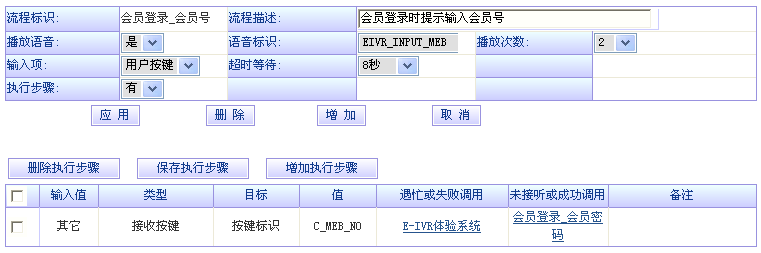 流程标识: 会员登录_会员号 流程描述: 会员登录时提示输入会员号
播放语音: 是 语音标识: EIVR_INPUT_MEB 播放次数: 2
输入项: 用户按键 超时等待: 8秒
执行步骤: 有
应 用 删 除 增 加 取 消
删除执行步骤 保存执行步骤 增加执行步骤
输入值 类型 目标 值 遇忙或失败调用 未接听或成功调用 备注
其它 接收按键 按键标识 C_MEB_NO E-IVR体验系统 会员登录_会员密
码